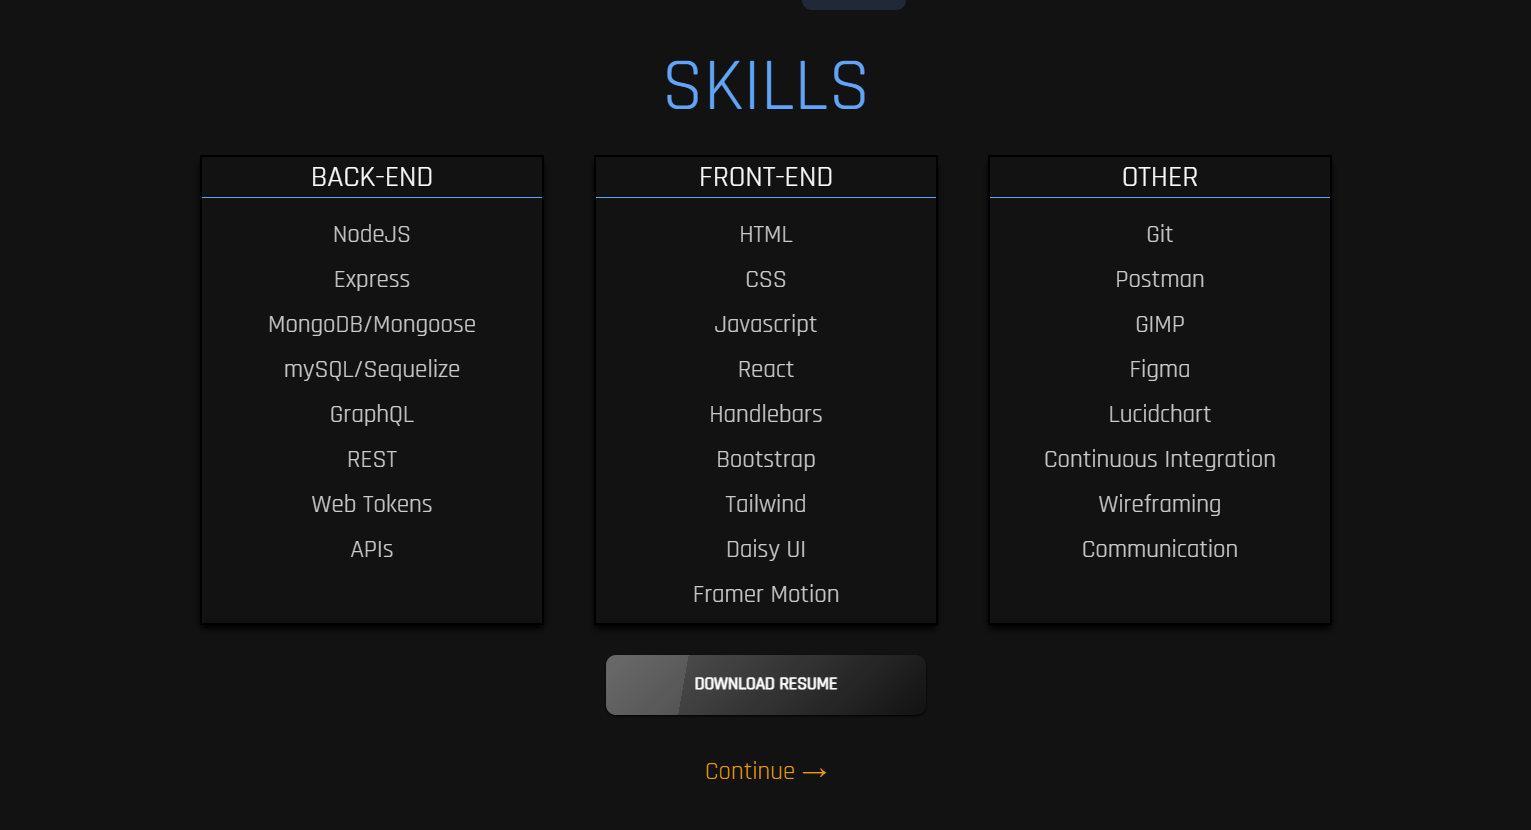 SKILLS
BACK-END
NodeJS
Express
MongoDB/Mongoose
mySQL/Sequelize
GraphQL
REST
Web Tokens
APIs
FRONT-END
HTML
CSS
Javascript
React
Handlebars
Bootstrap
Tailwind
Daisy UI
Framer Motion
OTHER
Git
Postman
GIMP
Figma
Lucidchart
Continuous Integration
Wireframing
Communication
DOWNLOAD RESUME
Continue →